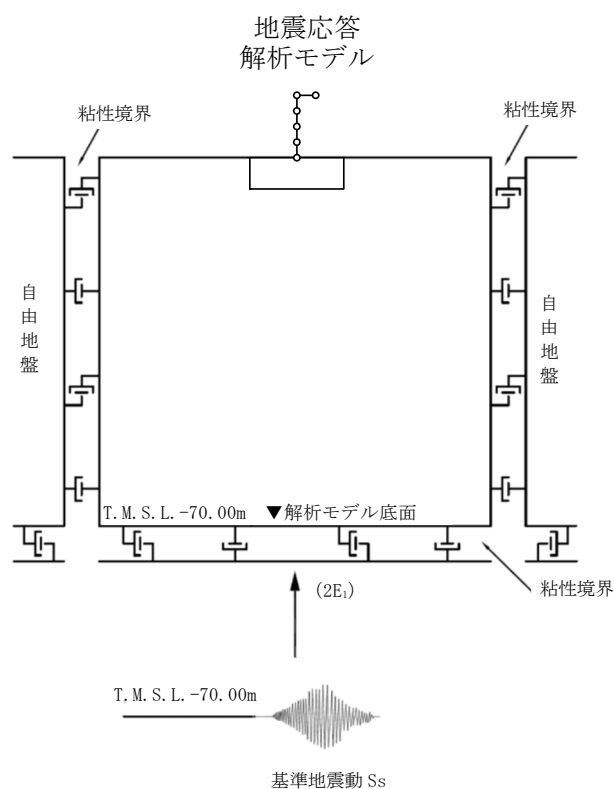 地震応答
解析モデル
粘性境界
粘性境界
自由地盤
自由地盤
T.M.S.L.-70.00m ▼解析モデル底面
粘性境界
(2E₁)
T.M.S.L.-70.00m
基準地震動 Ss